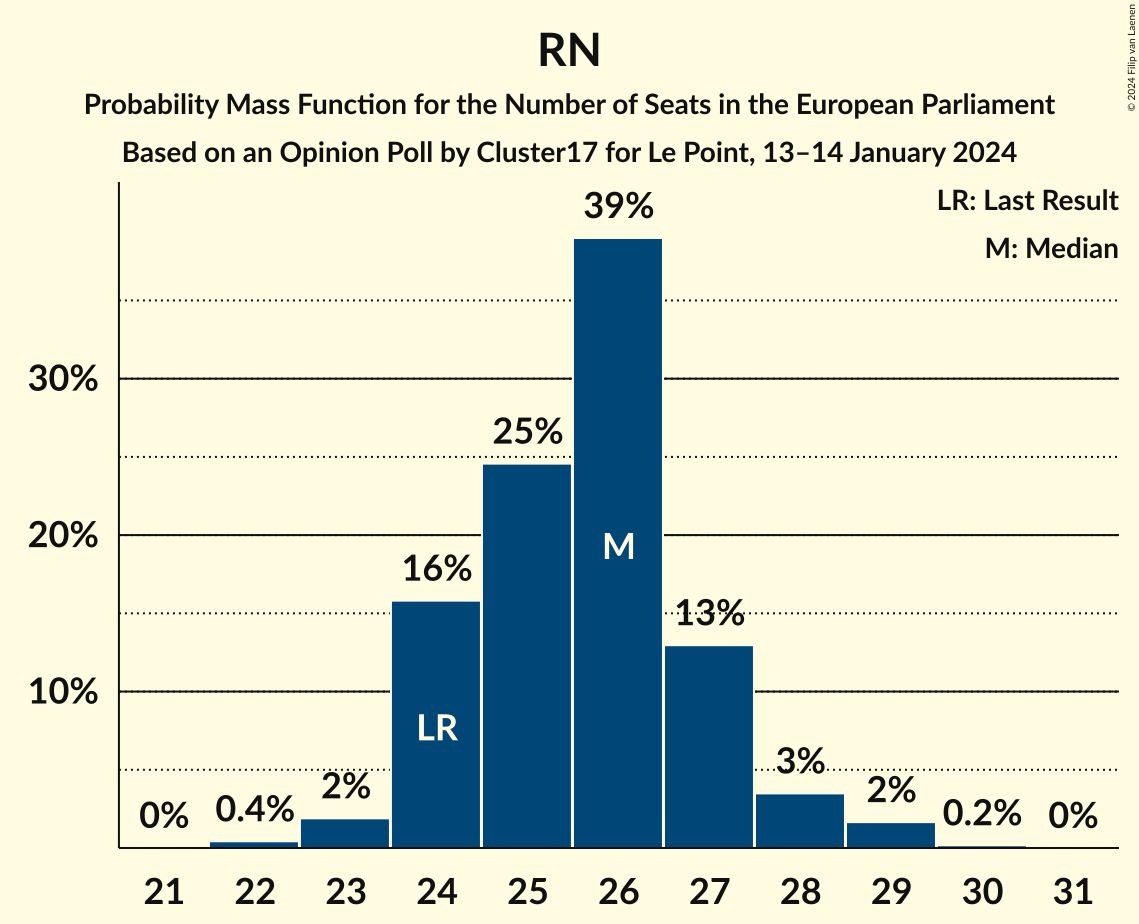 RN
Probability Mass Function for the Number of Seats in the European Parliament
Based on an Opinion Poll by Cluster17 for Le Point, 13–14 January 2024
© 2024 Filip van Laenen
LR: Last Result
M: Median
39%
30%
25%
20%
16%
M
13%
10%
LR
3%
2%
2%
0%
0.4%
0.2%
0%
21 22 23 24 25 26 27 28 29 30 31